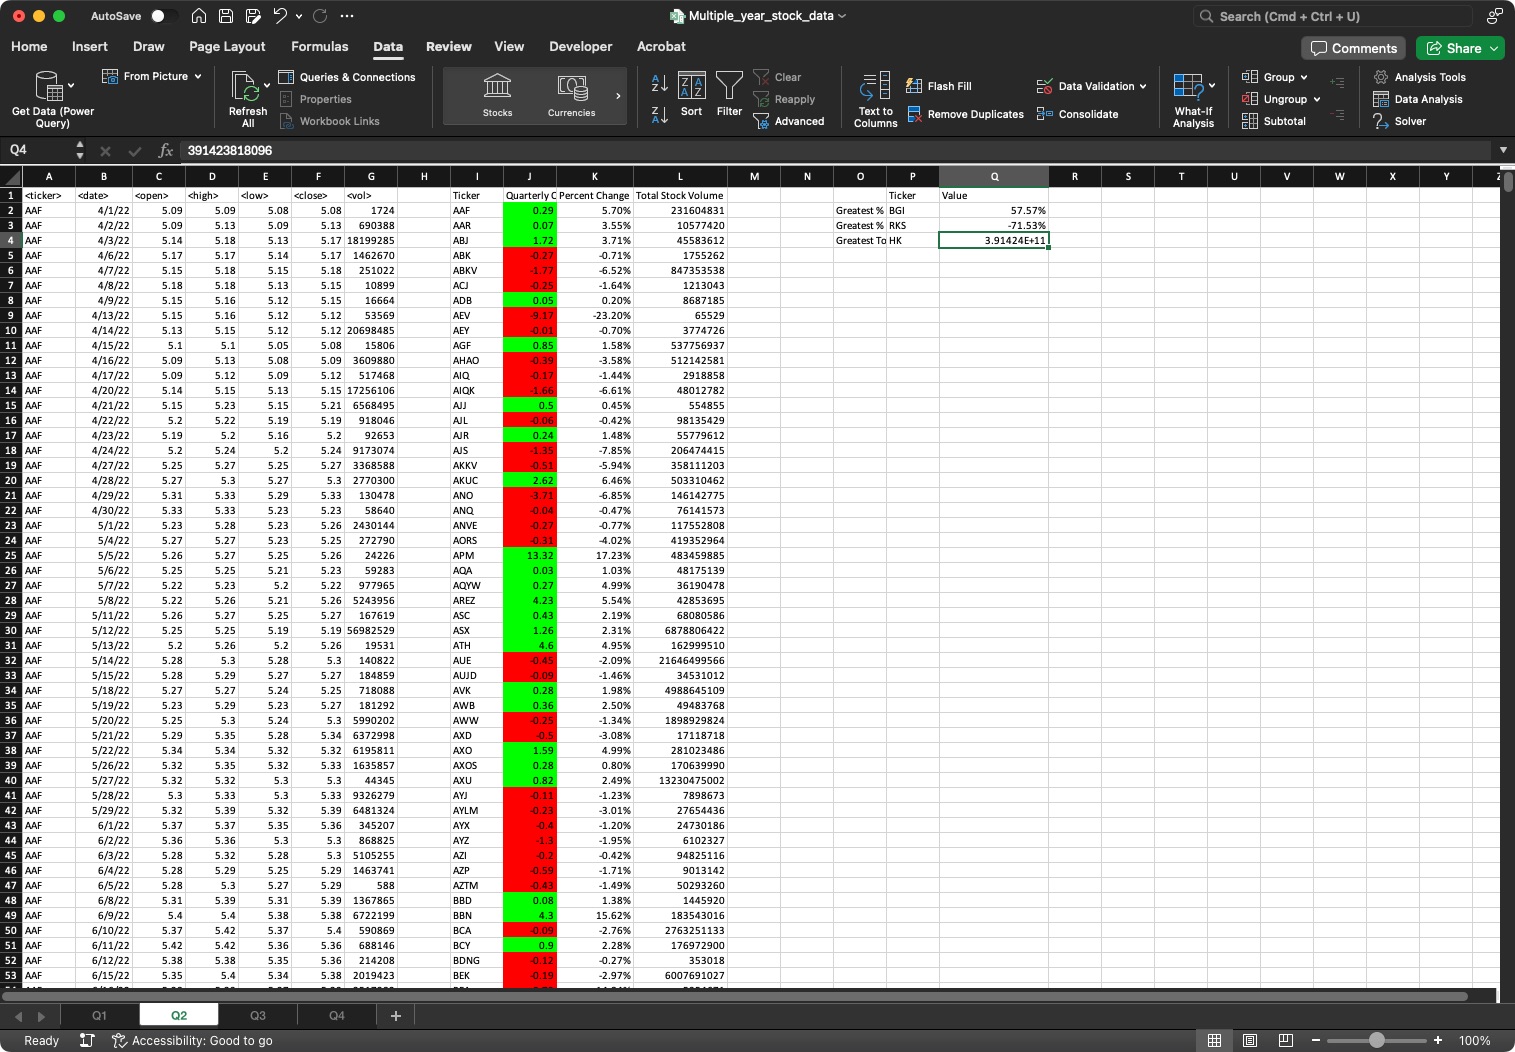 AutoSave
Multiple_year_stock_data
Search (Cmd + Ctrl + U)
Home Insert Draw Page Layout Formulas Data Review View Developer Acrobat
Comments Share
Get Data (Power Query)
From Picture
Refresh All
Queries & Connections
Properties
Workbook Links
Stocks Currencies
Sort Filter
Clear
Reapply
Advanced
Text to Columns
Flash Fill
Remove Duplicates
Data Validation
Consolidate
What-If Analysis
Group
Ungroup
Subtotal
Analysis Tools
Data Analysis
Solver
Q4 fx 391423818096
A B C D E F G H I J K L M N O P Q R S T U V W X Y
1 <ticker> <date> <open> <high> <low> <close> <vol> Ticker Quarterly C Percent Change Total Stock Volume Ticker Value
2 AAF 4/1/22 5.09 5.09 5.08 5.08 1724 AAF 0.29 5.70% 231604831 Greatest % BGI 57.57%
3 AAF 4/2/22 5.09 5.13 5.09 5.13 690388 AAR 0.07 3.55% 10577420 Greatest % RKS -71.53%
4 AAF 4/3/22 5.14 5.18 5.13 5.17 18199285 ABJ 1.72 3.71% 45583612 Greatest To HK 3.91424E+11
5 AAF 4/6/22 5.17 5.17 5.14 5.17 1462670 ABK -0.27 -0.71% 1755262
6 AAF 4/7/22 5.15 5.18 5.15 5.18 251022 ABKV -1.77 -6.52% 847353538
7 AAF 4/8/22 5.18 5.18 5.13 5.15 10899 ACJ -0.25 -1.64% 1213043
8 AAF 4/9/22 5.15 5.16 5.12 5.15 16664 ADB 0.05 0.20% 8687185
9 AAF 4/13/22 5.15 5.16 5.12 5.12 53569 AEV -9.17 -23.20% 65529
10 AAF 4/14/22 5.13 5.15 5.12 5.12 20698485 AEY -0.01 -0.70% 3774726
11 AAF 4/15/22 5.1 5.1 5.05 5.08 15806 AGF 0.85 1.58% 537756937
12 AAF 4/16/22 5.09 5.13 5.08 5.09 3609880 AHAO -0.39 -3.58% 512142581
13 AAF 4/17/22 5.09 5.12 5.09 5.12 517468 AIQ -0.17 -1.44% 2918858
14 AAF 4/20/22 5.14 5.15 5.13 5.15 17256106 AIQK -1.66 -6.61% 48012782
15 AAF 4/21/22 5.15 5.23 5.15 5.21 6568495 AJJ 0.5 0.45% 554855
16 AAF 4/22/22 5.2 5.22 5.19 5.19 918046 AJL -0.06 -0.42% 98135429
17 AAF 4/23/22 5.19 5.2 5.16 5.2 92653 AJR 0.24 1.48% 55779612
18 AAF 4/24/22 5.2 5.24 5.2 5.24 9173074 AJS -1.35 -7.85% 206474415
19 AAF 4/27/22 5.25 5.27 5.25 5.27 3368588 AKKV -0.51 -5.94% 358111203
20 AAF 4/28/22 5.27 5.3 5.27 5.3 2770300 AKUC 2.62 6.46% 503310462
21 AAF 4/29/22 5.31 5.33 5.29 5.33 130478 ANO -3.71 -6.85% 146142775
22 AAF 4/30/22 5.33 5.33 5.23 5.23 58640 ANQ -0.04 -0.47% 76141573
23 AAF 5/1/22 5.23 5.28 5.23 5.26 2430144 ANVE -0.27 -0.77% 117552808
24 AAF 5/4/22 5.27 5.27 5.23 5.25 272790 AORS -0.31 -4.02% 419352964
25 AAF 5/5/22 5.26 5.27 5.25 5.26 24226 APM 13.32 17.23% 483459885
26 AAF 5/6/22 5.25 5.25 5.21 5.23 59283 AQA 0.03 1.03% 48175139
27 AAF 5/7/22 5.22 5.23 5.2 5.22 977965 AQYW 0.27 4.99% 36190478
28 AAF 5/8/22 5.22 5.26 5.21 5.26 5243956 AREZ 4.23 5.54% 42853695
29 AAF 5/11/22 5.26 5.27 5.25 5.27 167619 ASC 0.43 2.19% 68080586
30 AAF 5/12/22 5.25 5.25 5.19 5.19 56982529 ASX 1.26 2.31% 6878806422
31 AAF 5/13/22 5.2 5.26 5.2 5.26 19531 ATH 4.6 4.95% 162999510
32 AAF 5/14/22 5.28 5.3 5.28 5.3 140822 AUE -0.45 -2.09% 21646499566
33 AAF 5/15/22 5.28 5.29 5.27 5.27 184859 AUJD -0.09 -1.46% 34531012
34 AAF 5/18/22 5.27 5.27 5.24 5.25 718088 AVK 0.28 1.98% 4988645109
35 AAF 5/19/22 5.23 5.29 5.23 5.27 181292 AWB 0.36 2.50% 49483768
36 AAF 5/20/22 5.25 5.3 5.24 5.3 5990202 AWW -0.25 -1.34% 1898929824
37 AAF 5/21/22 5.29 5.35 5.28 5.34 6372998 AXD -0.5 -3.08% 17118718
38 AAF 5/22/22 5.34 5.34 5.32 5.32 6195811 AXO 1.59 4.99% 281023486
39 AAF 5/26/22 5.32 5.35 5.32 5.33 1635857 AXOS 0.28 0.80% 170639990
40 AAF 5/27/22 5.32 5.32 5.3 5.3 44345 AXU 0.82 2.49% 13230475002
41 AAF 5/28/22 5.3 5.33 5.3 5.33 9326279 AYJ -0.11 -1.23% 7898673
42 AAF 5/29/22 5.32 5.39 5.32 5.39 6481324 AYLM -0.23 -3.01% 27654436
43 AAF 6/1/22 5.37 5.37 5.35 5.36 345207 AYX -0.4 -1.20% 24730186
44 AAF 6/2/22 5.36 5.36 5.3 5.3 868825 AYZ -1.3 -1.95% 6102327
45 AAF 6/3/22 5.28 5.32 5.28 5.3 5105255 AZI -0.2 -0.42% 94825116
46 AAF 6/4/22 5.28 5.29 5.25 5.29 1463741 AZP -0.59 -1.71% 9013142
47 AAF 6/5/22 5.28 5.3 5.27 5.29 588 AZTM -0.43 -1.49% 50293260
48 AAF 6/8/22 5.31 5.39 5.31 5.39 1367865 BBD 0.08 1.38% 1445920
49 AAF 6/9/22 5.4 5.4 5.38 5.38 6722199 BBN 4.3 15.62% 183543016
50 AAF 6/10/22 5.37 5.42 5.37 5.4 590869 BCA -0.09 -2.76% 2763251133
51 AAF 6/11/22 5.42 5.42 5.36 5.36 688146 BCY 0.9 2.28% 176972900
52 AAF 6/12/22 5.38 5.38 5.35 5.36 214208 BDNG -0.12 -0.27% 353018
53 AAF 6/15/22 5.35 5.4 5.34 5.38 2019423 BEK -0.19 -2.97% 6007691027
Q1 Q2 Q3 Q4 +
Ready Accessibility: Good to go 100%